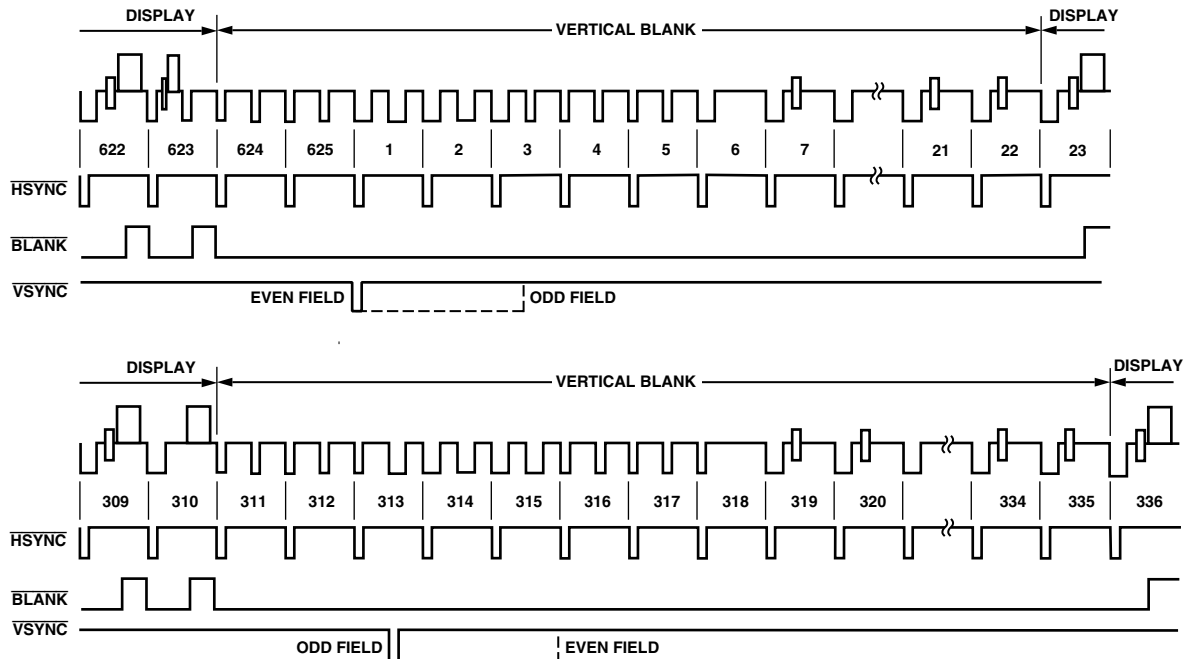 DISPLAY VERTICAL BLANK DISPLAY
622 623 624 625 1 2 3 4 5 6 7 21 22 23
HSYNC
BLANK
VSYNC
EVEN FIELD ODD FIELD
DISPLAY VERTICAL BLANK DISPLAY
309 310 311 312 313 314 315 316 317 318 319 320 334 335 336
HSYNC
BLANK
VSYNC
ODD FIELD EVEN FIELD